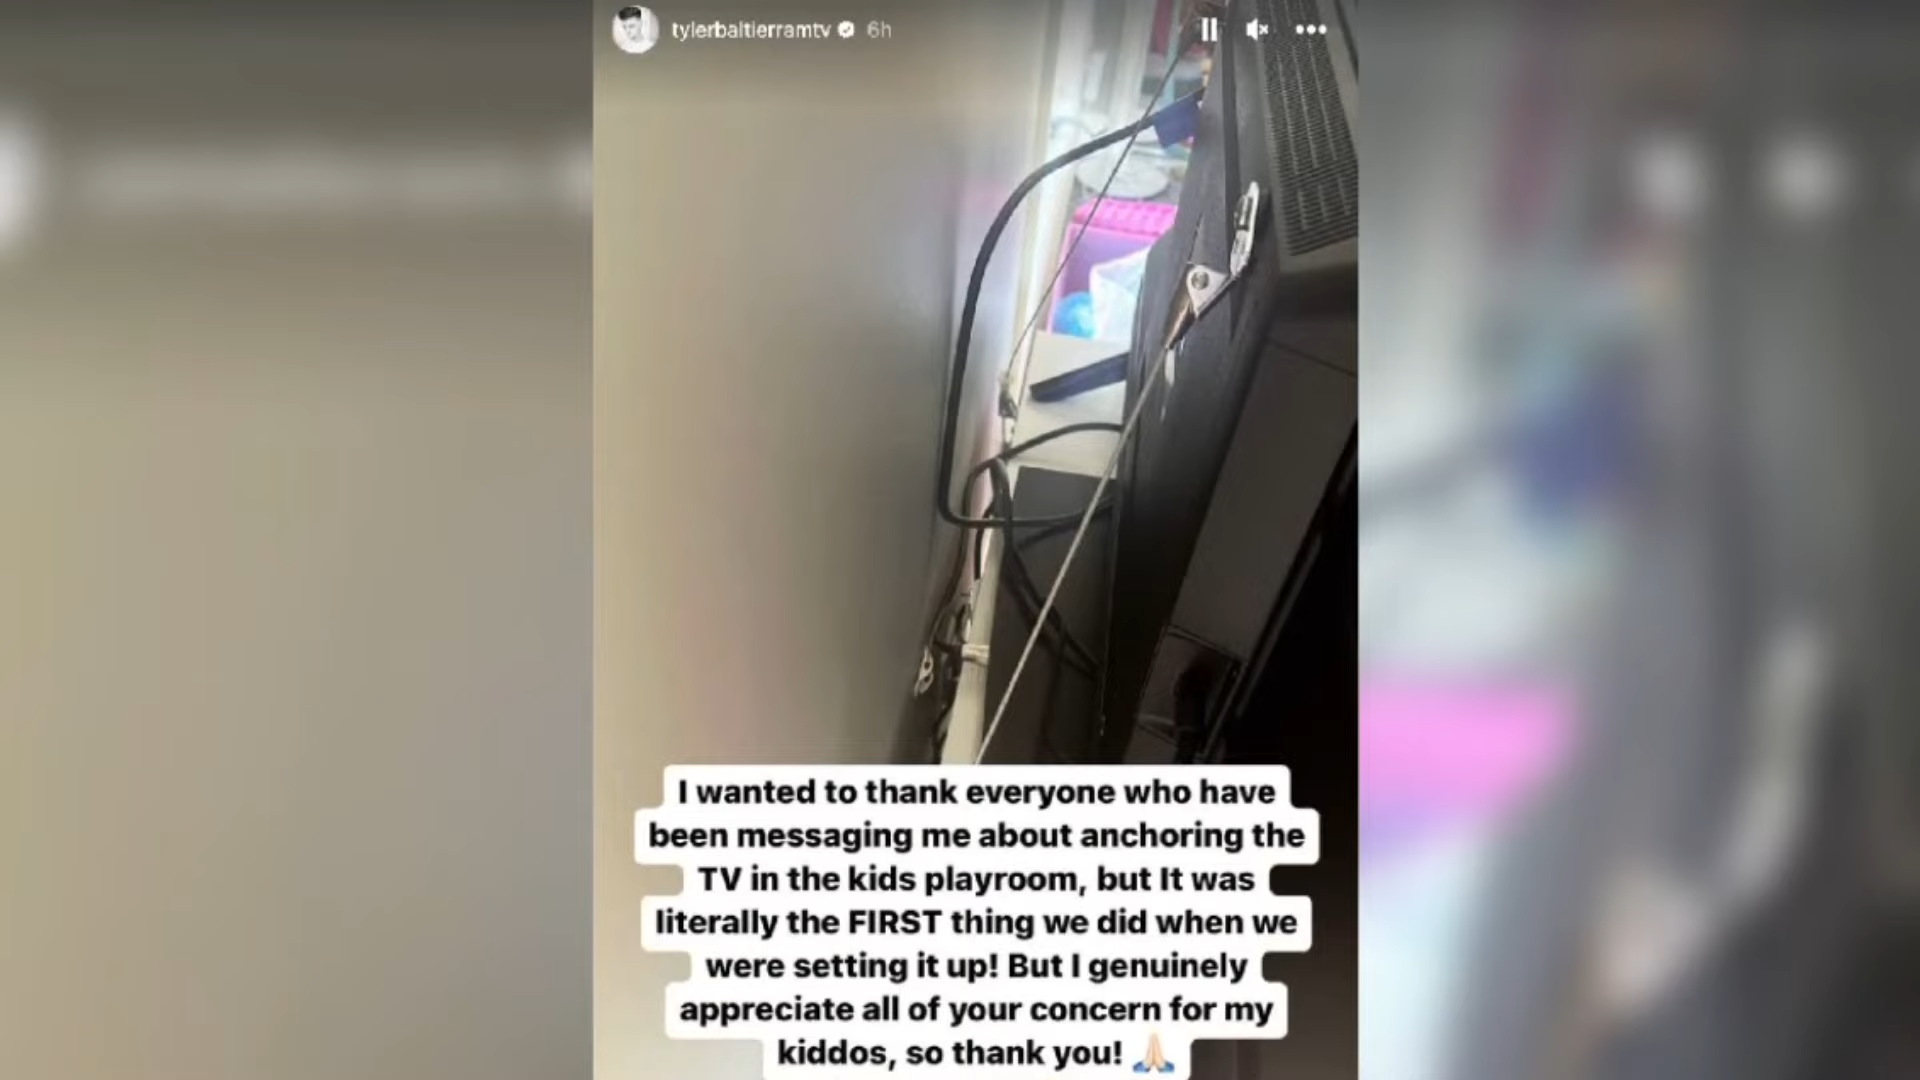 tylerbaltierramtv 6h
I wanted to thank everyone who have
been messaging me about anchoring the
TV in the kids playroom, but It was
literally the FIRST thing we did when we
were setting it up! But I genuinely
appreciate all of your concern for my
kiddos, so thank you! 🙏🏻